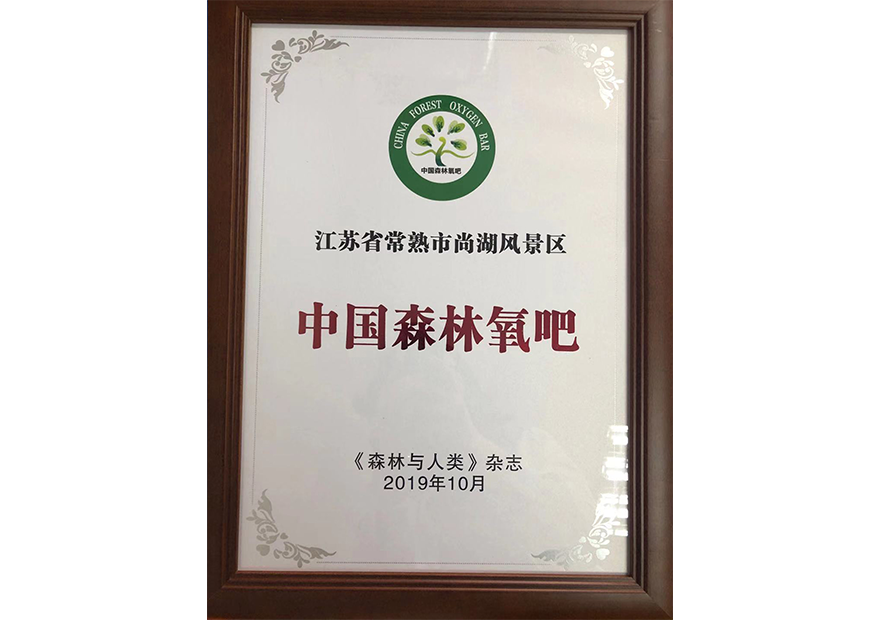 CHINA FOREST OXYGEN BAR
中国森林氧吧
江苏省常熟市尚湖风景区
中国森林氧吧
《森林与人类》杂志
2019年10月